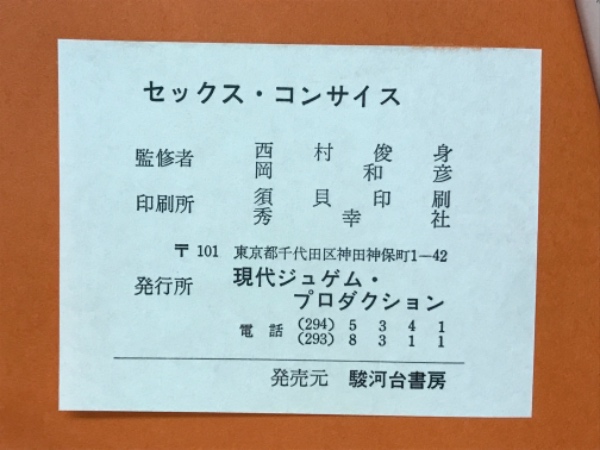 セックス・コンサイス
監修者 西村俊身
岡和彦
印刷所 須貝印刷
秀幸社
〒101 東京都千代田区神田神保町1-42
発行所 現代ジュゲム・
プロダクション
電話 (294) 5341
(293) 8311
発売元 駿河台書房